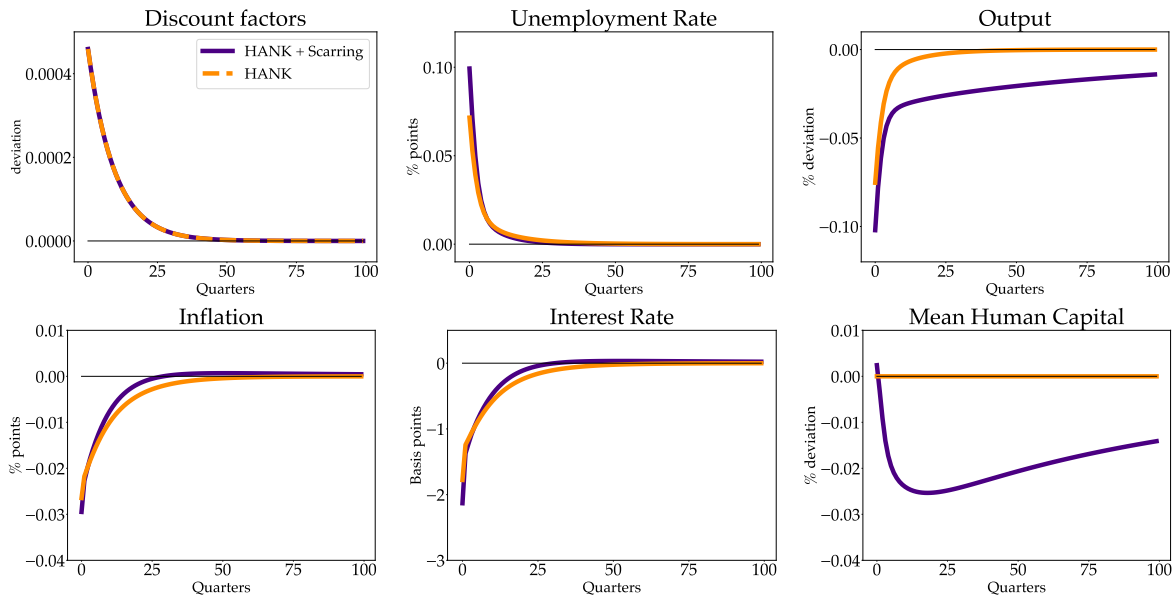 Discount factors
HANK + Scarring
HANK
deviation
0.0004
0.0002
0.0000
0
25
50
75
100
Quarters
Unemployment Rate
% points
0.10
0.05
0.00
0
25
50
75
100
Quarters
Output
% deviation
0.00
−0.05
−0.10
0
25
50
75
100
Quarters
Inflation
% points
0.01
0.00
−0.01
−0.02
−0.03
−0.04
0
25
50
75
100
Quarters
Interest Rate
Basis points
0
−1
−2
−3
0
25
50
75
100
Quarters
Mean Human Capital
% deviation
0.01
0.00
−0.01
−0.02
−0.03
−0.04
0
25
50
75
100
Quarters